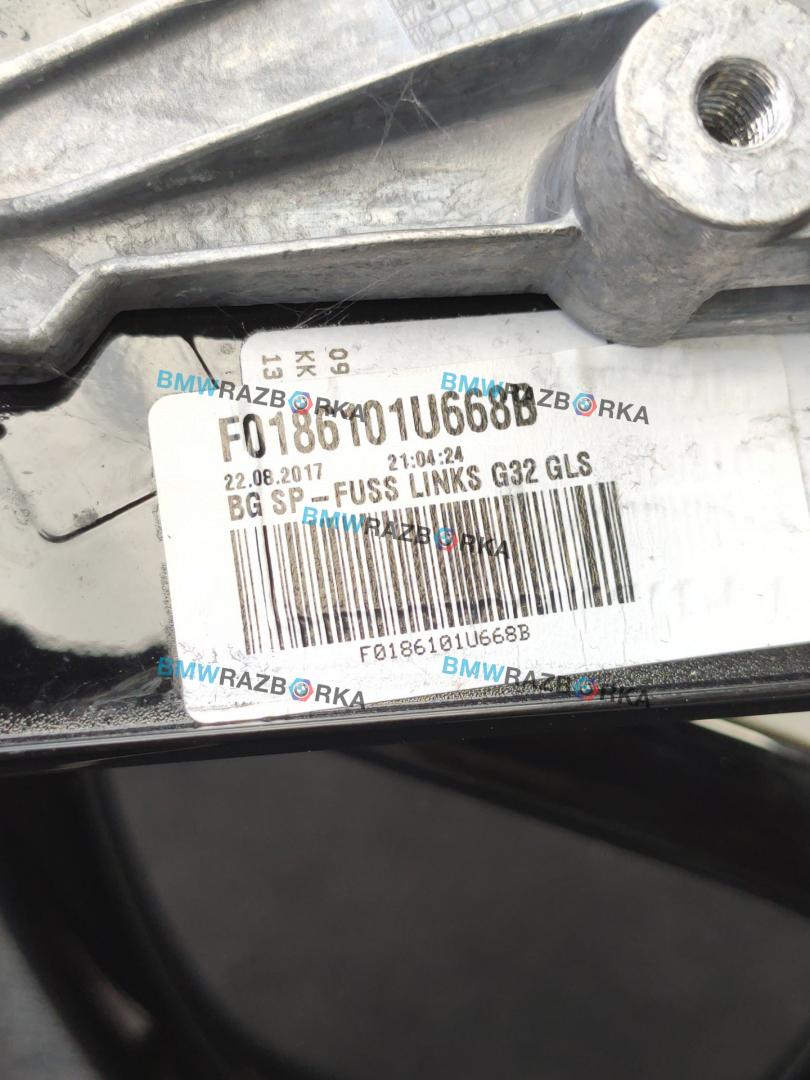 09
KK
13
BMWRAZBORKA
BMWRAZBORKA
F0186101U668B
22.08.2017 21:04:24
BG SP-FUSS LINKS G32 GLS
BMWRAZBORKA
F0186101U668B
BMWRAZBORKA
BMWRAZBORKA